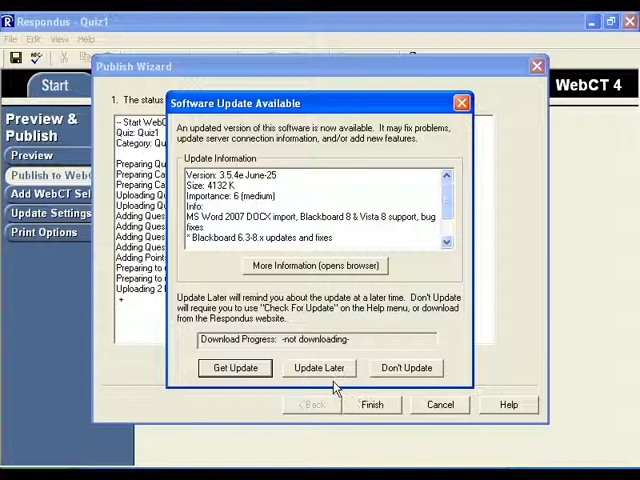 Respondus - Quiz1
File Edit View Help
Start
WebCT 4
Preview &
Publish
Preview
Publish to WebC
Add WebCT Sel
Update Settings
Print Options
Publish Wizard
1. The status
-- Start WebC
Quiz: Quiz1
Category:
Preparing Q
Preparing Ca
Preparing Ca
Uploading Q
Uploading Q
Adding Ques
Adding Ques
Adding Ques
Adding Ques
Adding Point
Preparing to
Preparing to
Uploading 2
+
Software Update Available
An updated version of this software is now available. It may fix problems,
update server connection information, and/or add new features.
Update Information
Version: 3.5.4e June-25
Size: 4132 K
Importance: 6 (medium)
Info:
MS Word 2007 DOCX import, Blackboard 8 & Vista 8 support, bug
fixes
* Blackboard 6.3-8.x updates and fixes
More Information (opens browser)
Update Later will remind you about the update at a later time. Don't Update
will require you to use "Check For Update" on the Help menu, or download
from the Respondus website.
Download Progress: -not downloading-
Get Update Update Later Don't Update
< Back Finish Cancel Help